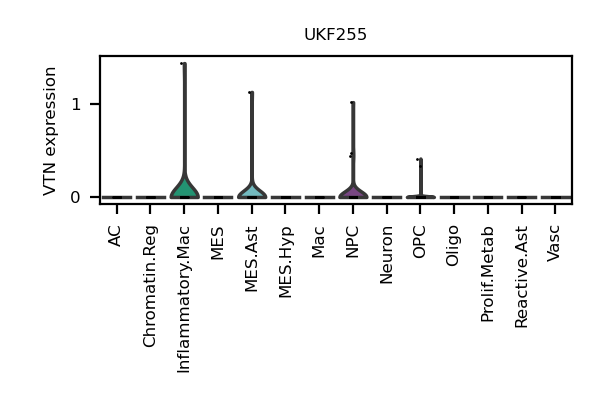 UKF255
VTN expression
1
0
AC
Chromatin.Reg
Inflammatory.Mac
MES
MES.Ast
MES.Hyp
Mac
NPC
Neuron
OPC
Oligo
Prolif.Metab
Reactive.Ast
Vasc